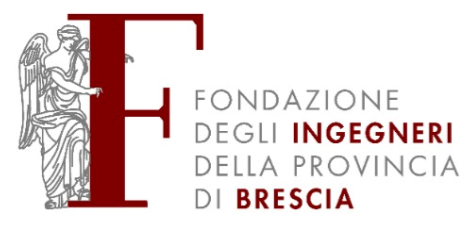 F
FONDAZIONE
DEGLI INGEGNERI
DELLA PROVINCIA
DI BRESCIA